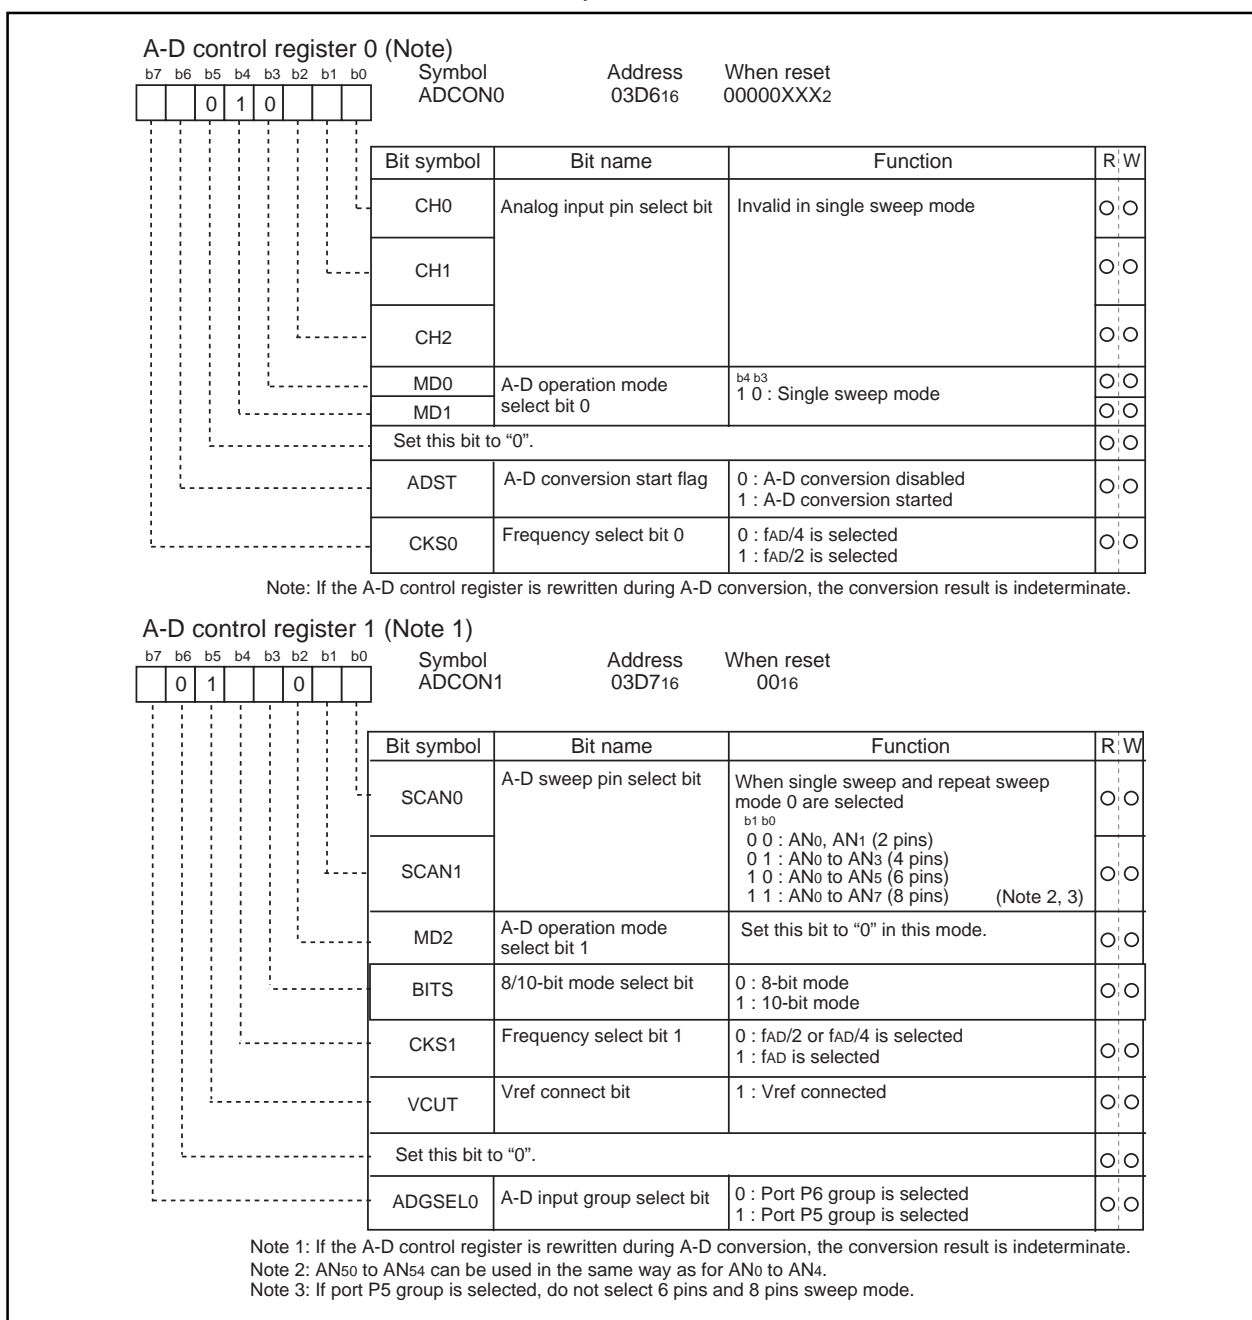 A-D control register 0 (Note)
b7 b6 b5 b4 b3 b2 b1 b0
0 1 0
Symbol Address When reset
ADCON0 03D616 00000XXX2
Bit symbol Bit name Function R W
CH0 Analog input pin select bit Invalid in single sweep mode
CH1
CH2
MD0 A-D operation mode select bit 0 b4 b3
MD1 1 0 : Single sweep mode
Set this bit to “0”.
ADST A-D conversion start flag 0 : A-D conversion disabled
1 : A-D conversion started
CKS0 Frequency select bit 0 0 : fAD/4 is selected
1 : fAD/2 is selected
Note: If the A-D control register is rewritten during A-D conversion, the conversion result is indeterminate.
A-D control register 1 (Note 1)
b7 b6 b5 b4 b3 b2 b1 b0
0 1 0
Symbol Address When reset
ADCON1 03D716 0016
Bit symbol Bit name Function R W
SCAN0 A-D sweep pin select bit When single sweep and repeat sweep
mode 0 are selected
b1 b0
0 0 : AN0, AN1 (2 pins)
0 1 : AN0 to AN3 (4 pins)
SCAN1 1 0 : AN0 to AN5 (6 pins)
1 1 : AN0 to AN7 (8 pins) (Note 2, 3)
MD2 A-D operation mode select bit 1 Set this bit to “0” in this mode.
BITS 8/10-bit mode select bit 0 : 8-bit mode
1 : 10-bit mode
CKS1 Frequency select bit 1 0 : fAD/2 or fAD/4 is selected
1 : fAD is selected
VCUT Vref connect bit 1 : Vref connected
Set this bit to “0”.
ADGSEL0 A-D input group select bit 0 : Port P6 group is selected
1 : Port P5 group is selected
Note 1: If the A-D control register is rewritten during A-D conversion, the conversion result is indeterminate.
Note 2: AN50 to AN54 can be used in the same way as for AN0 to AN4.
Note 3: If port P5 group is selected, do not select 6 pins and 8 pins sweep mode.